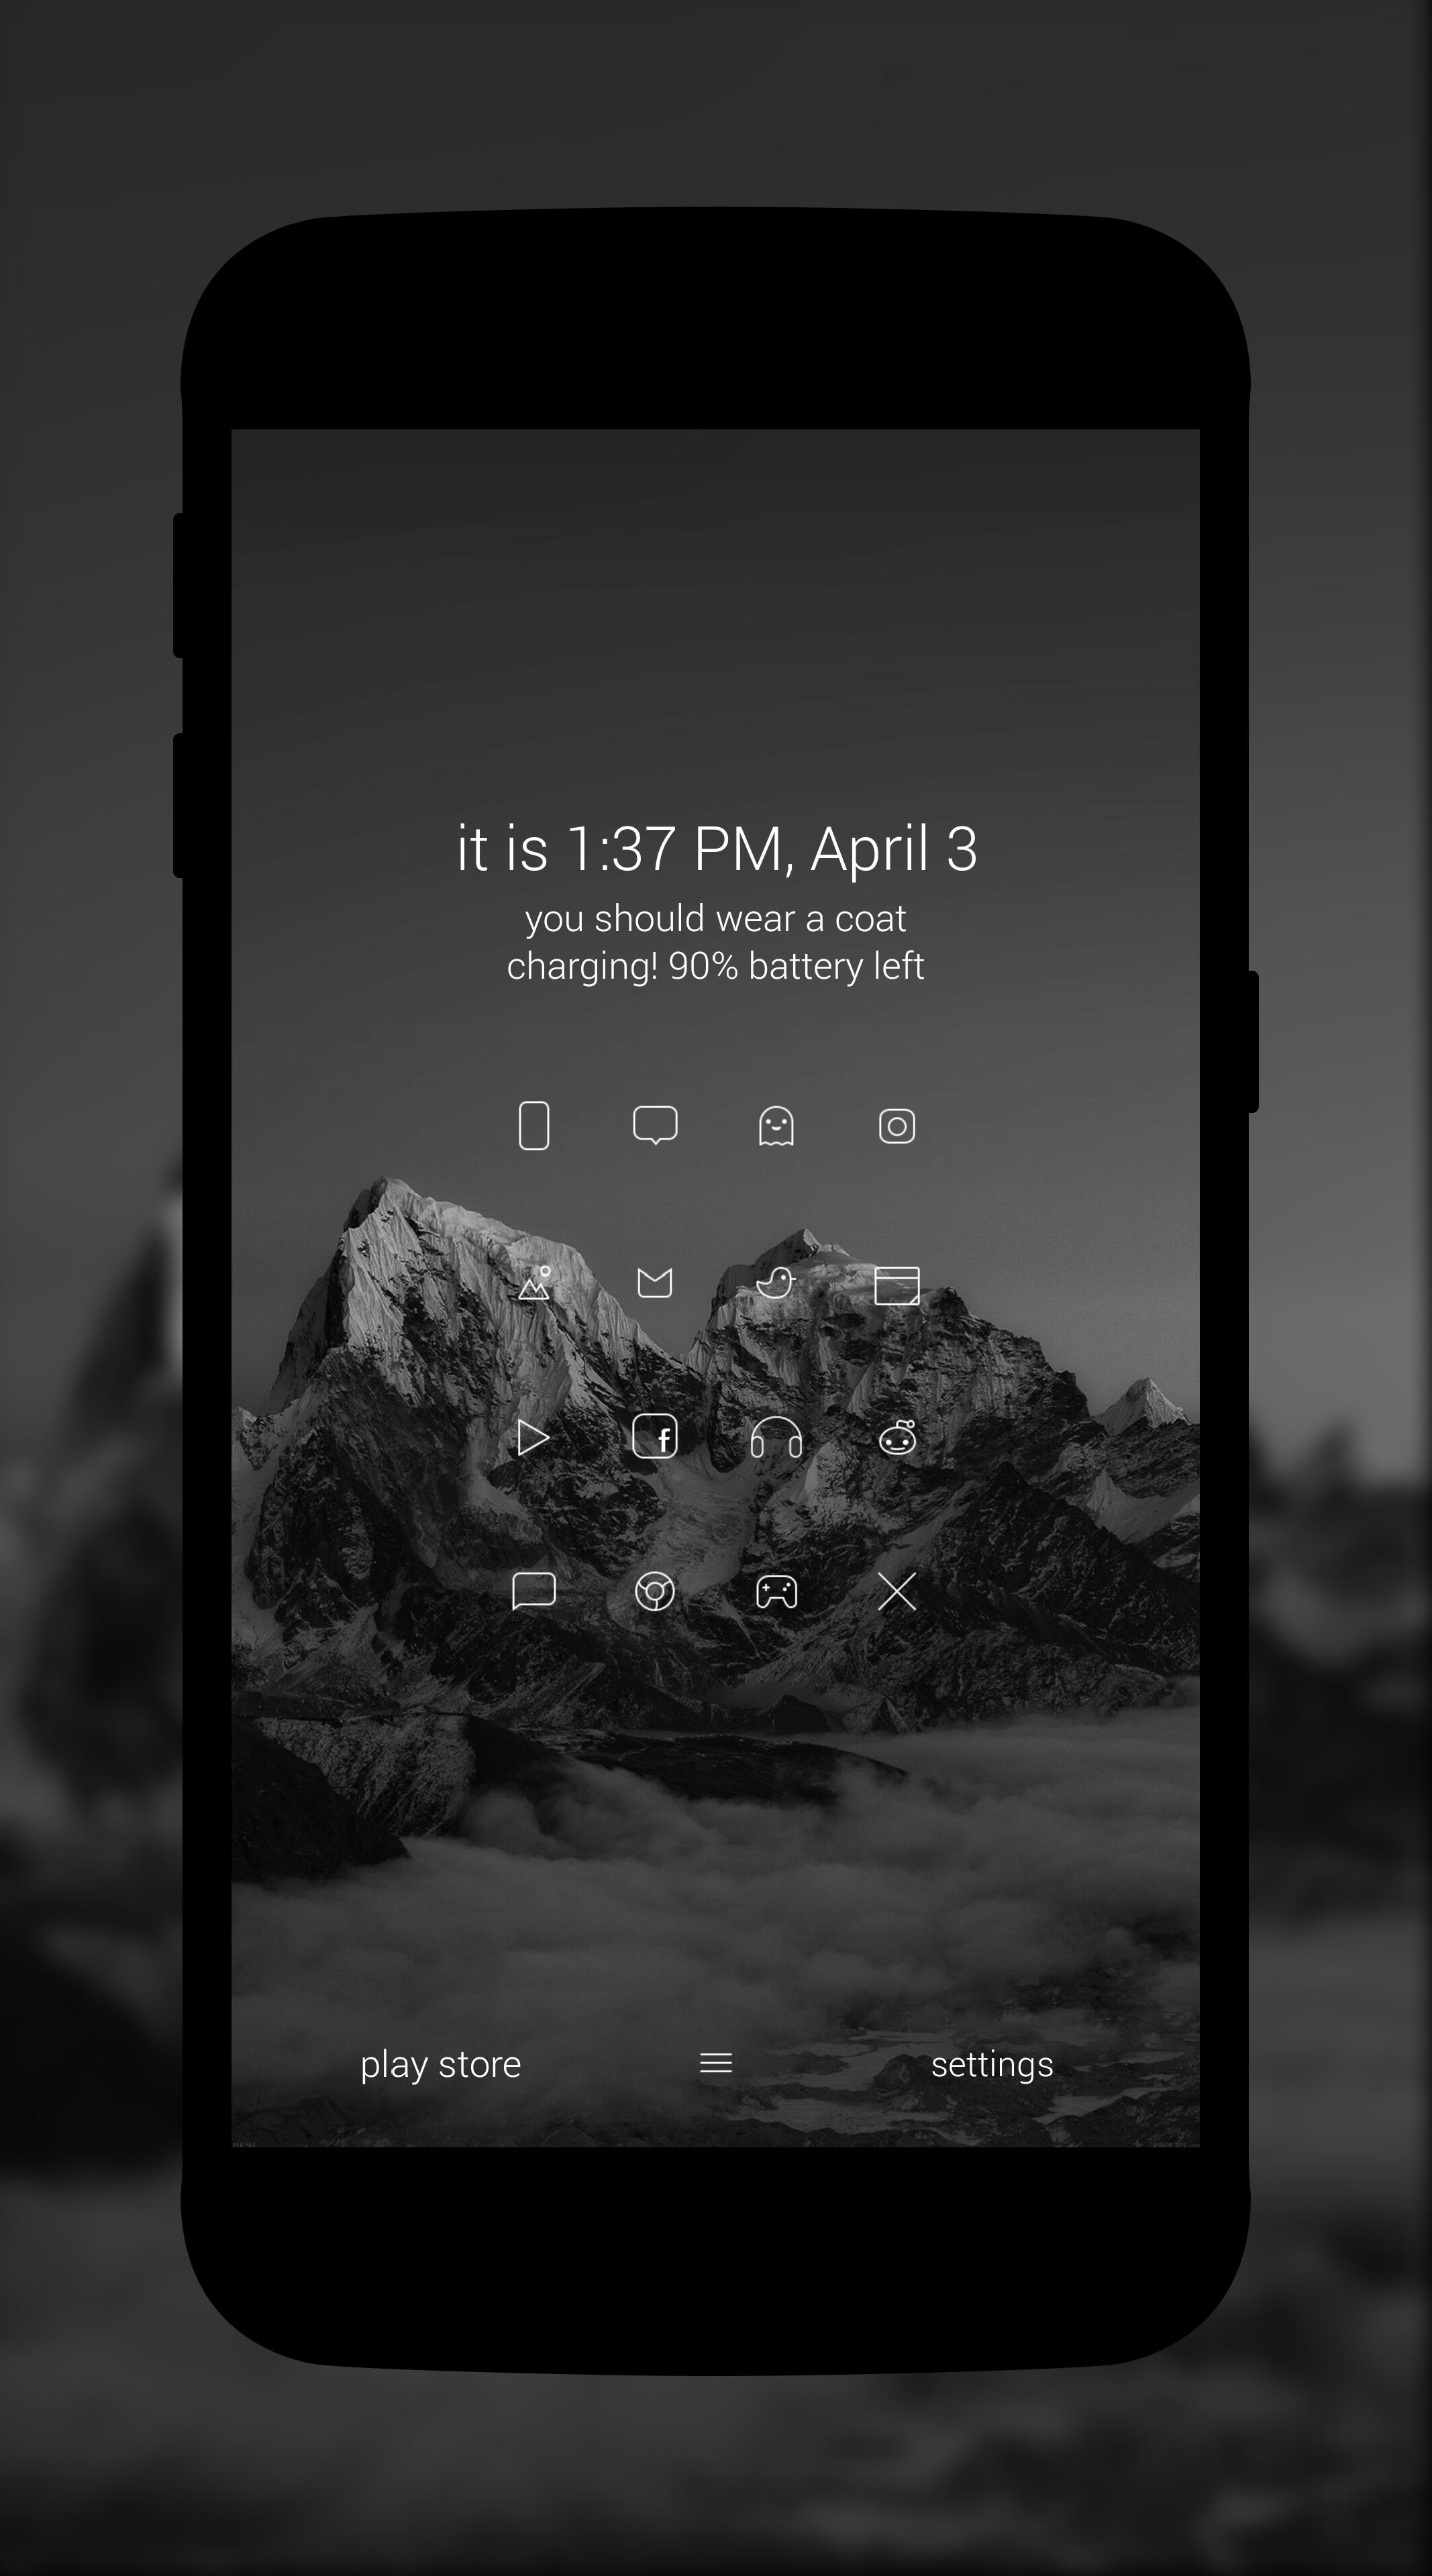 it is 1:37 PM, April 3
you should wear a coat
charging! 90% battery left
f
play store
settings